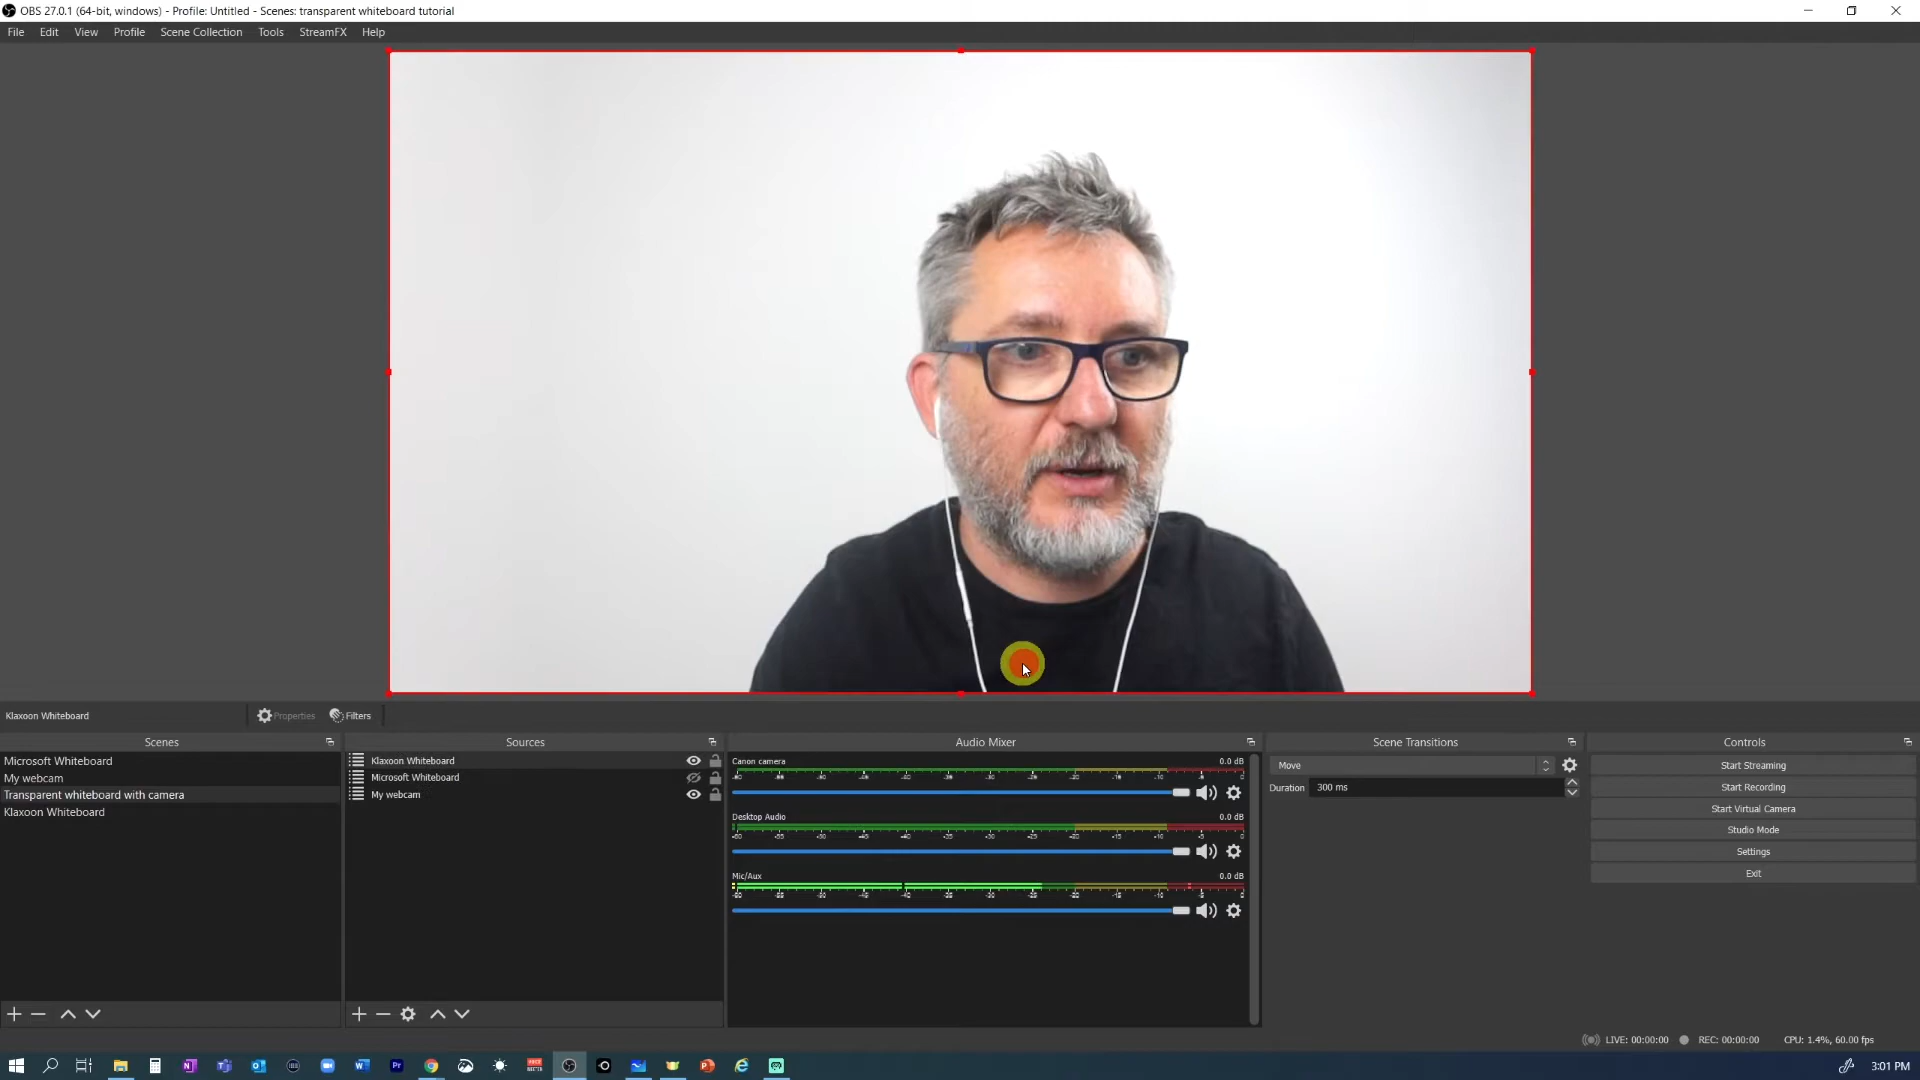 OBS 27.0.1 (64-bit, windows) - Profile: Untitled - Scenes: transparent whiteboard tutorial
File Edit View Profile Scene Collection Tools StreamFX Help
Klaxoon Whiteboard Properties Filters
Scenes
Microsoft Whiteboard
My webcam
Transparent whiteboard with camera
Klaxoon Whiteboard
Sources
Klaxoon Whiteboard
Microsoft Whiteboard
My webcam
Audio Mixer
Canon camera 0.0 dB
Desktop Audio 0.0 dB
Mic/Aux 0.0 dB
Scene Transitions
Move
Duration 300 ms
Controls
Start Streaming
Start Recording
Start Virtual Camera
Studio Mode
Settings
Exit
LIVE: 00:00:00 REC: 00:00:00 CPU: 1.4%, 60.00 fps
3:01 PM